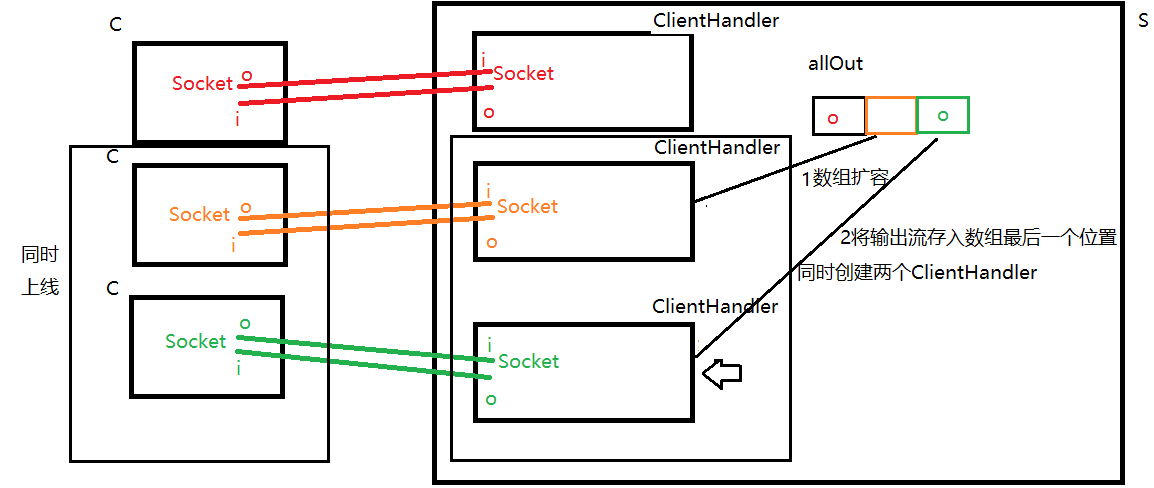 C
ClientHandler
S
Socket
o
i
i
Socket
o
allOut
o
o
C
ClientHandler
Socket
o
i
i
Socket
o
1数组扩容
同时
上线
2将输出流存入数组最后一个位置
同时创建两个ClientHandler
C
ClientHandler
Socket
o
i
i
Socket
o